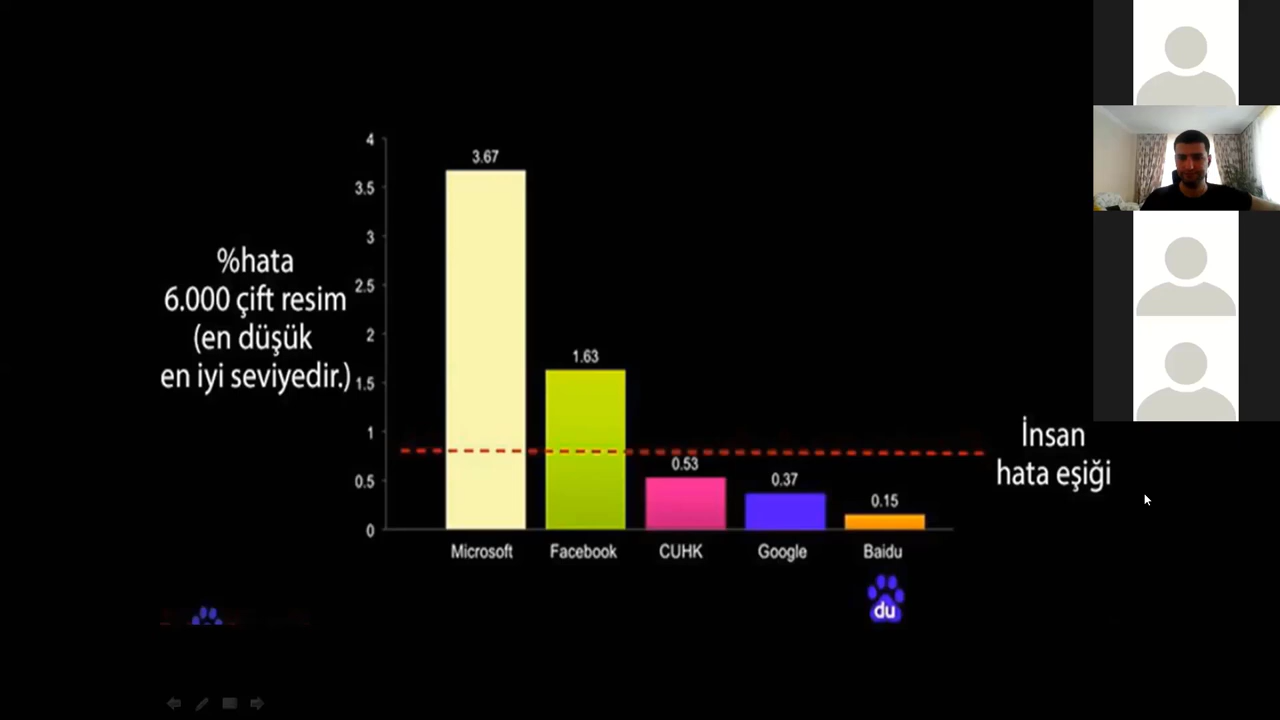 %hata
6.000 çift resim
(en düşük
en iyi seviyedir.)
4
3.5
3
2.5
2
1.5
1
0.5
0
3.67
1.63
0.53
0.37
0.15
İnsan
hata eşiği
Microsoft
Facebook
CUHK
Google
Baidu
du